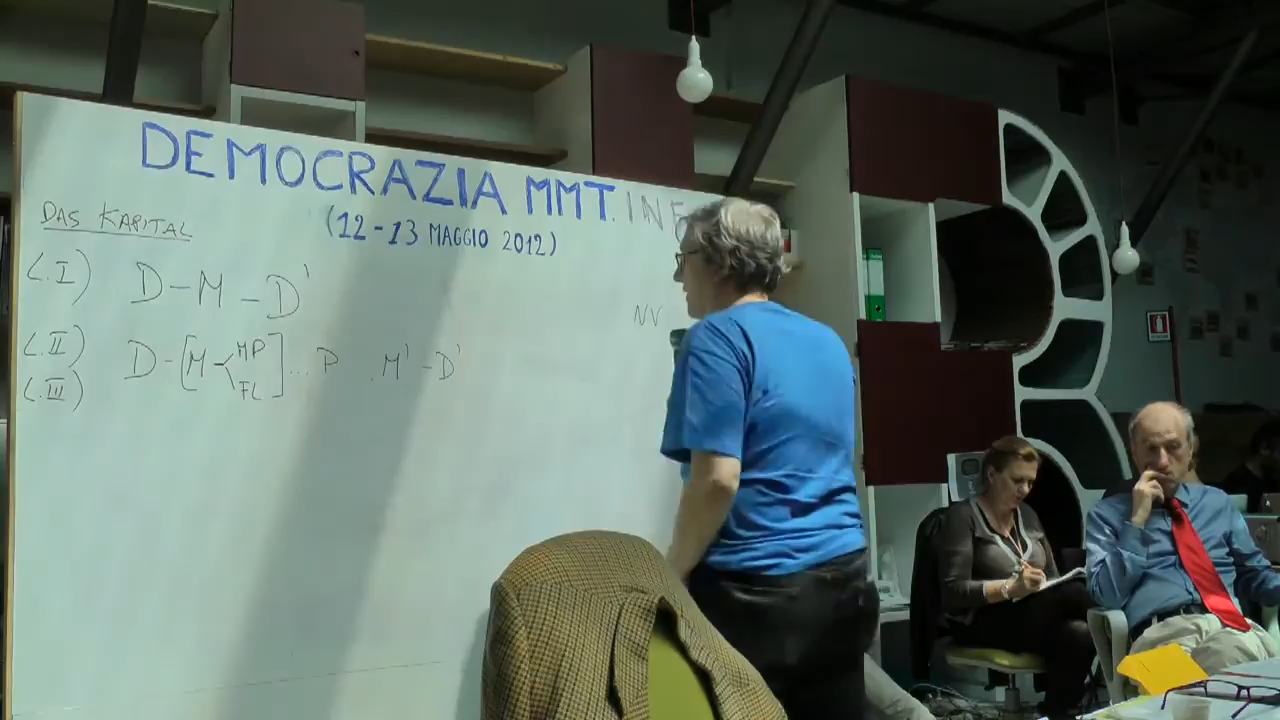 DEMOCRAZIA MMT.INF
(12-13 MAGGIO 2012)
DAS KAPITAL
(.I) D-M-D'
NV
(.II) D-[M-<MP FL]...P M'-D'
(.III)